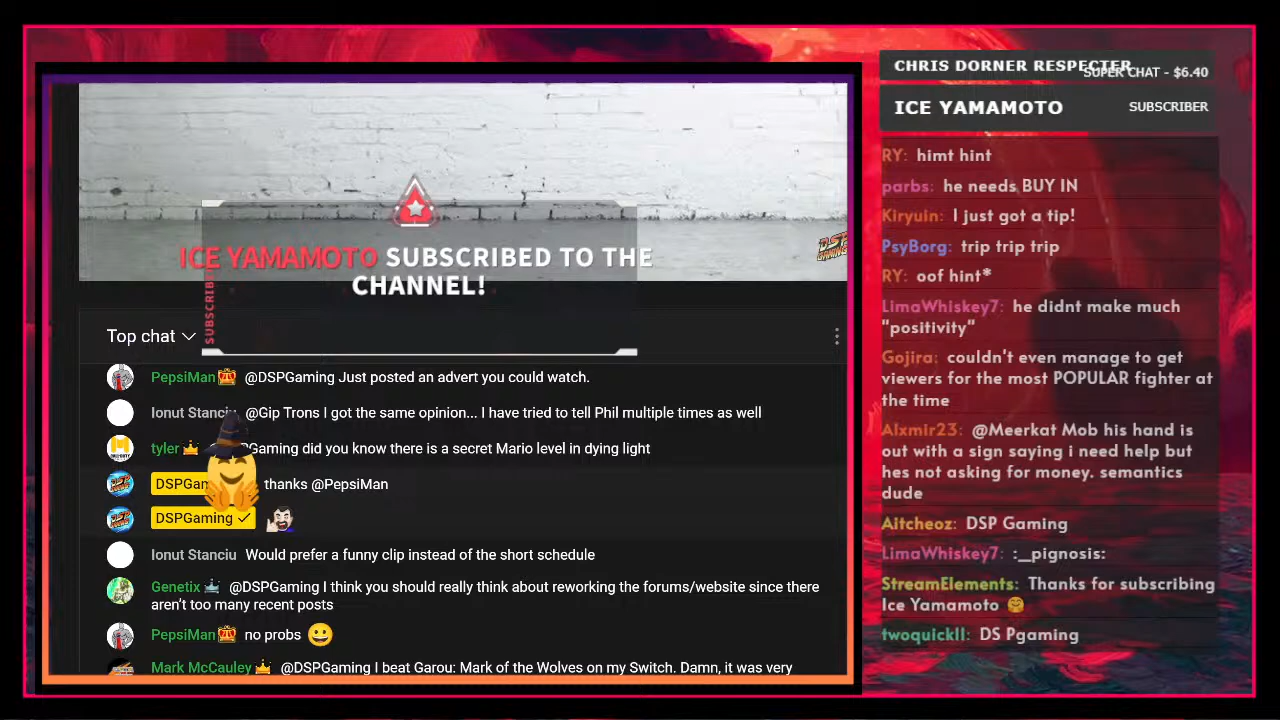 CHRIS DORNER RESPECTER
SUPER CHAT - $6.40
ICE YAMAMOTO
SUBSCRIBER
DSP
GAMING
ICE YAMAMOTO SUBSCRIBED TO THE
CHANNEL!
SUBSCRIB
Top chat
PepsiMan @DSPGaming Just posted an advert you could watch.
Ionut Stanciu @Gip Trons I got the same opinion... I have tried to tell Phil multiple times as well
tyler Gaming did you know there is a secret Mario level in dying light
DSPGam thanks @PepsiMan
DSPGaming
Ionut Stanciu Would prefer a funny clip instead of the short schedule
Genetix @DSPGaming I think you should really think about reworking the forums/website since there
aren't too many recent posts
PepsiMan no probs 😀
Mark McCauley @DSPGaming I beat Garou: Mark of the Wolves on my Switch. Damn, it was very
RY: himt hint
parbs: he needs BUY IN
Kiryuin: I just got a tip!
PsyBorg: trip trip trip
RY: oof hint*
LimaWhiskey7: he didnt make much
"positivity"
Gojira: couldn't even manage to get
viewers for the most POPULAR fighter at
the time
Alxmir23: @Meerkat Mob his hand is
out with a sign saying i need help but
hes not asking for money. semantics
dude
Aitcheoz: DSP Gaming
LimaWhiskey7: :_pignosis:
StreamElements: Thanks for subscribing
Ice Yamamoto 🤗
twoquickII: DS Pgaming